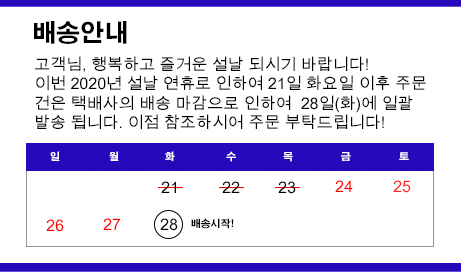 배송안내
고객님, 행복하고 즐거운 설날 되시기 바랍니다!
이번 2020년 설날 연휴로 인하여 21일 화요일 이후 주문
건은 택배사의 배송 마감으로 인하여 28일(화)에 일괄
발송 됩니다. 이점 참조하시어 주문 부탁드립니다!
일 월 화 수 목 금 토
21 22 23 24 25
26 27 28 배송시작!